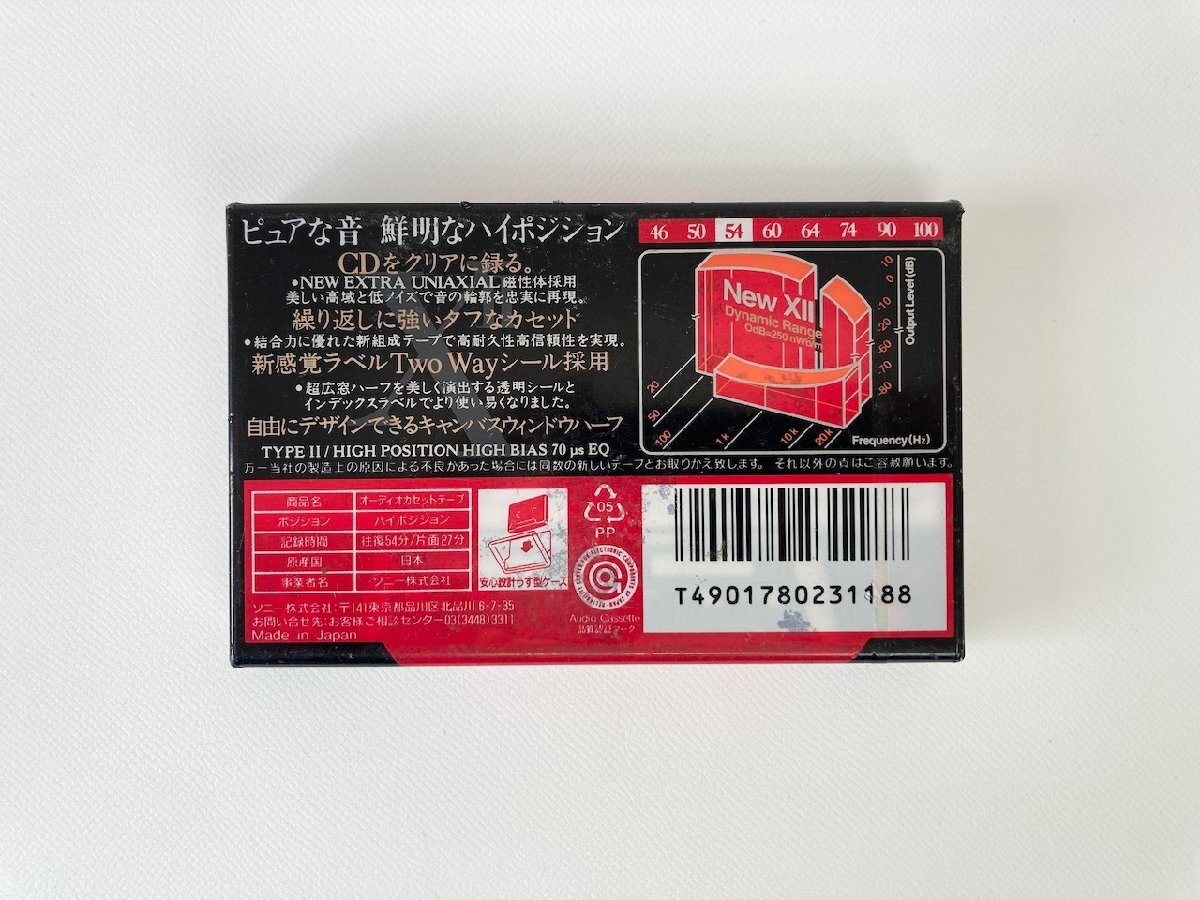 ピュアな音 鮮明なハイポジション
CDをクリアに録る。
•NEW EXTRA UNIAXIAL磁性体採用
美しい高域と低ノイズで音の輪郭を忠実に再現。
繰り返しに強いタフなカセット
•結合力に優れた新組成テープで高耐久性高信頼性を実現。
新感覚ラベルTwo Wayシール採用
•超広窓ハーフを美しく演出する透明シールと
インデックスラベルでより使い易くなりました。
自由にデザインできるキャンバスウィンドウハーフ
TYPE II/HIGH POSITION HIGH BIAS 70 μs EQ
万一当社の製造上の原因による不良があった場合には同数の新しいテープとお取りかえ致します。それ以外の責はご容赦願います。
46 50 54 60 64 74 90 100
New XII
Dynamic Range
0dB=250 nWb/m
10
0
-10
-20
-60
-70
-80
Output Level(dB)
20
50
100
1k
10k
20k
Frequency(Hz)
商品名 オーディオカセットテープ
ポジション ハイポジション
記録時間 往復54分/片面27分
原産国 日本
事業者名 ソニー株式会社
安心設計うす型ケース
05
PP
RELIABILITY CENTER FOR ELECTRONIC COMPONENTS OF JAPAN
Audio Cassette
品質認証マーク
T4901780231188
ソニー株式会社:〒141東京都品川区北品川6-7-35
お問い合せ先:お客様ご相談センター03(3448)3311
Made in Japan